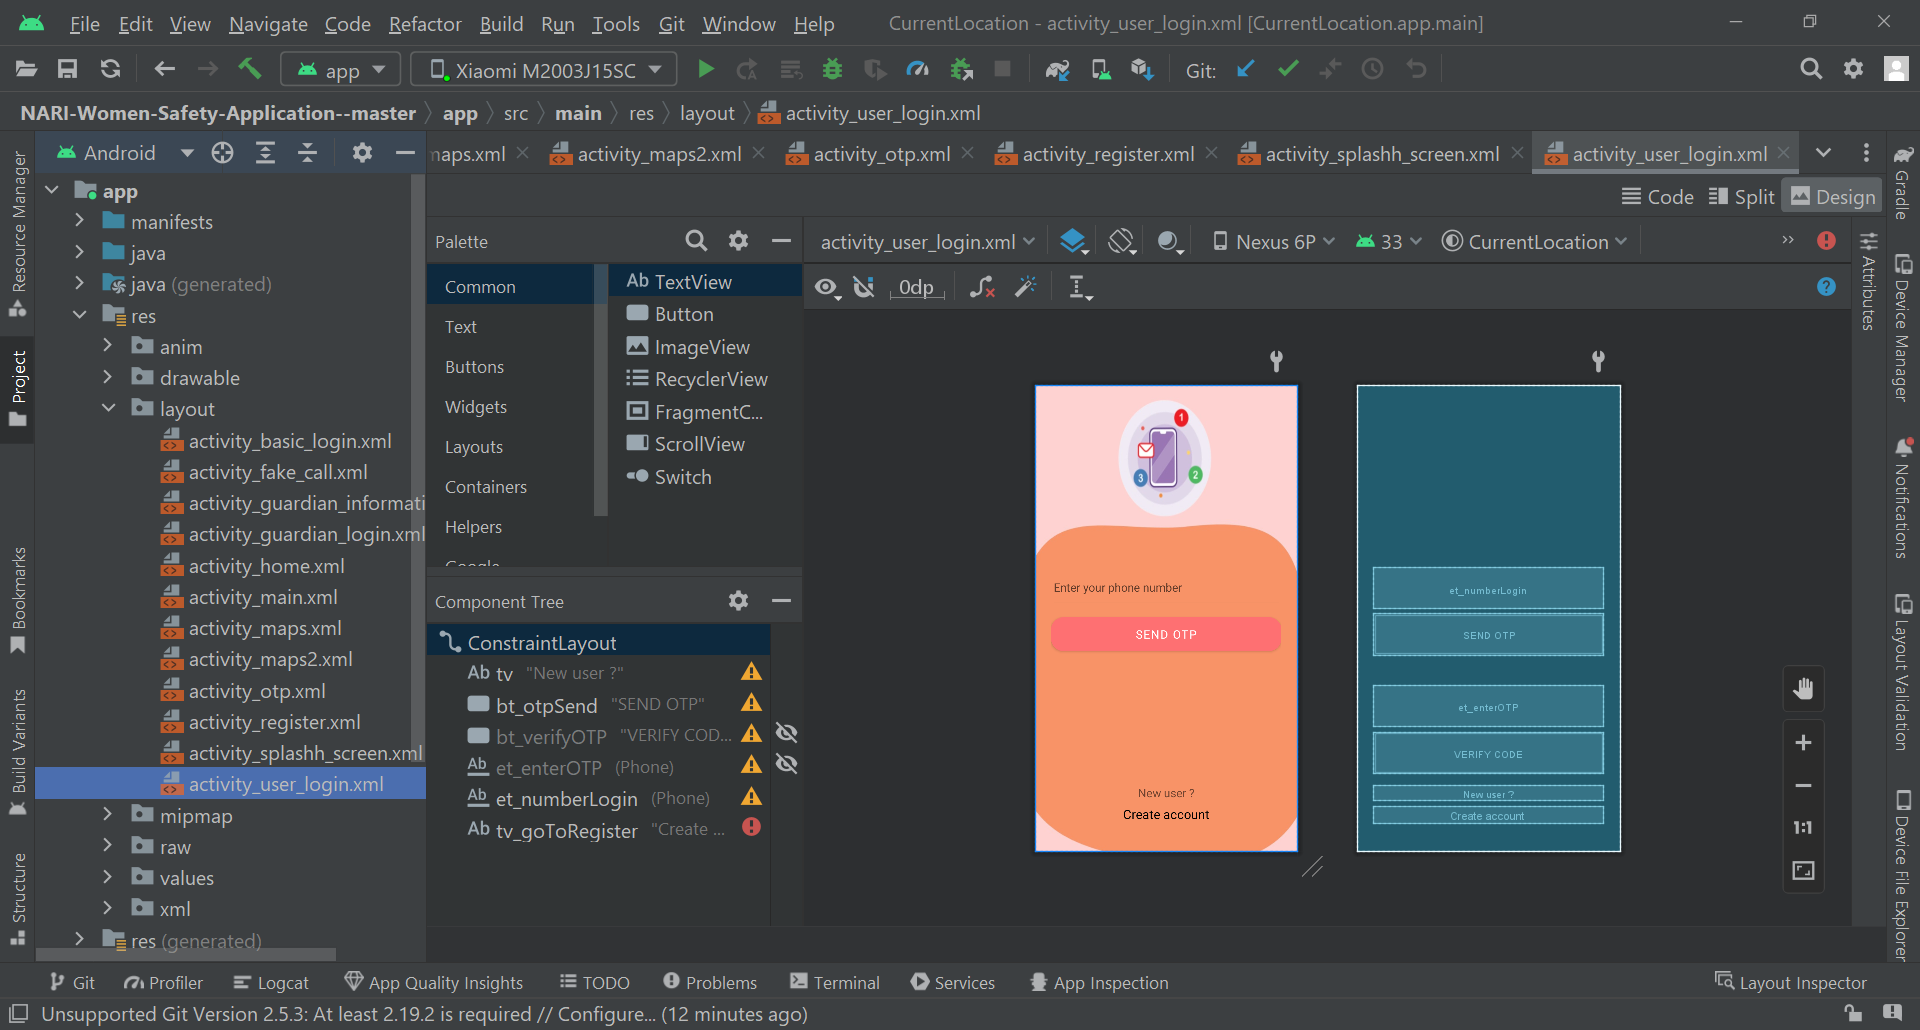 File Edit View Navigate Code Refactor Build Run Tools Git Window Help CurrentLocation - activity_user_login.xml [CurrentLocation.app.main]
app Xiaomi M2003J15SC Git:
NARI-Women-Safety-Application--master app src main res layout activity_user_login.xml
Android
naps.xml activity_maps2.xml activity_otp.xml activity_register.xml activity_splashh_screen.xml activity_user_login.xml
Code Split Design
Resource Manager
Project
Bookmarks
Build Variants
Structure
app
manifests
java
java (generated)
res
anim
drawable
layout
activity_basic_login.xml
activity_fake_call.xml
activity_guardian_informati
activity_guardian_login.xml
activity_home.xml
activity_main.xml
activity_maps.xml
activity_maps2.xml
activity_otp.xml
activity_register.xml
activity_splashh_screen.xml
activity_user_login.xml
mipmap
raw
values
xml
res (generated)
Palette
Common
Text
Buttons
Widgets
Layouts
Containers
Helpers
Google
Ab TextView
Button
ImageView
RecyclerView
FragmentC...
ScrollView
Switch
Component Tree
ConstraintLayout
Ab tv "New user ?"
bt_otpSend "SEND OTP"
bt_verifyOTP "VERIFY COD...
Ab et_enterOTP (Phone)
Ab et_numberLogin (Phone)
Ab tv_goToRegister "Create ...
activity_user_login.xml Nexus 6P 33 CurrentLocation
0dp
1
2
3
Enter your phone number
SEND OTP
New user ?
Create account
et_numberLogin
SEND OTP
et_enterOTP
VERIFY CODE
New user ?
Create account
1:1
Attributes
Gradle
Device Manager
Notifications
Layout Validation
Device File Explorer
Git Profiler Logcat App Quality Insights TODO Problems Terminal Services App Inspection Layout Inspector
Unsupported Git Version 2.5.3: At least 2.19.2 is required // Configure... (12 minutes ago)